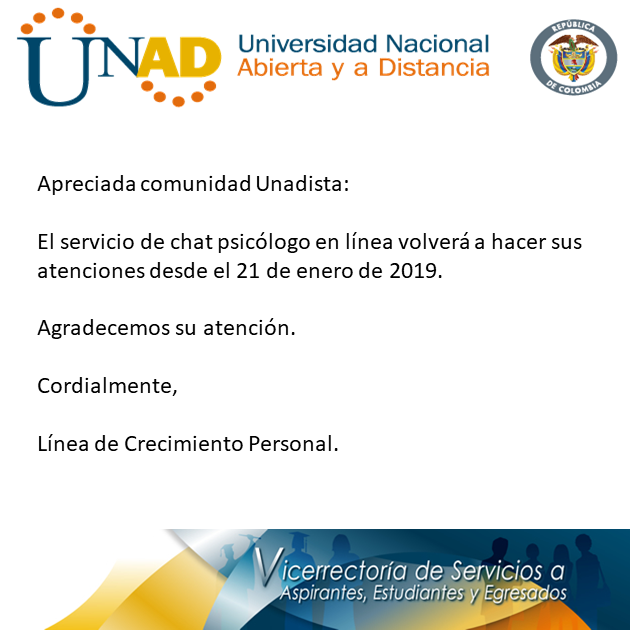 UNAD
Universidad Nacional
Abierta y a Distancia
REPÚBLICA
DE COLOMBIA
Apreciada comunidad Unadista:
El servicio de chat psicólogo en línea volverá a hacer sus
atenciones desde el 21 de enero de 2019.
Agradecemos su atención.
Cordialmente,
Línea de Crecimiento Personal.
Vicerrectoría de Servicios a
Aspirantes, Estudiantes y Egresados